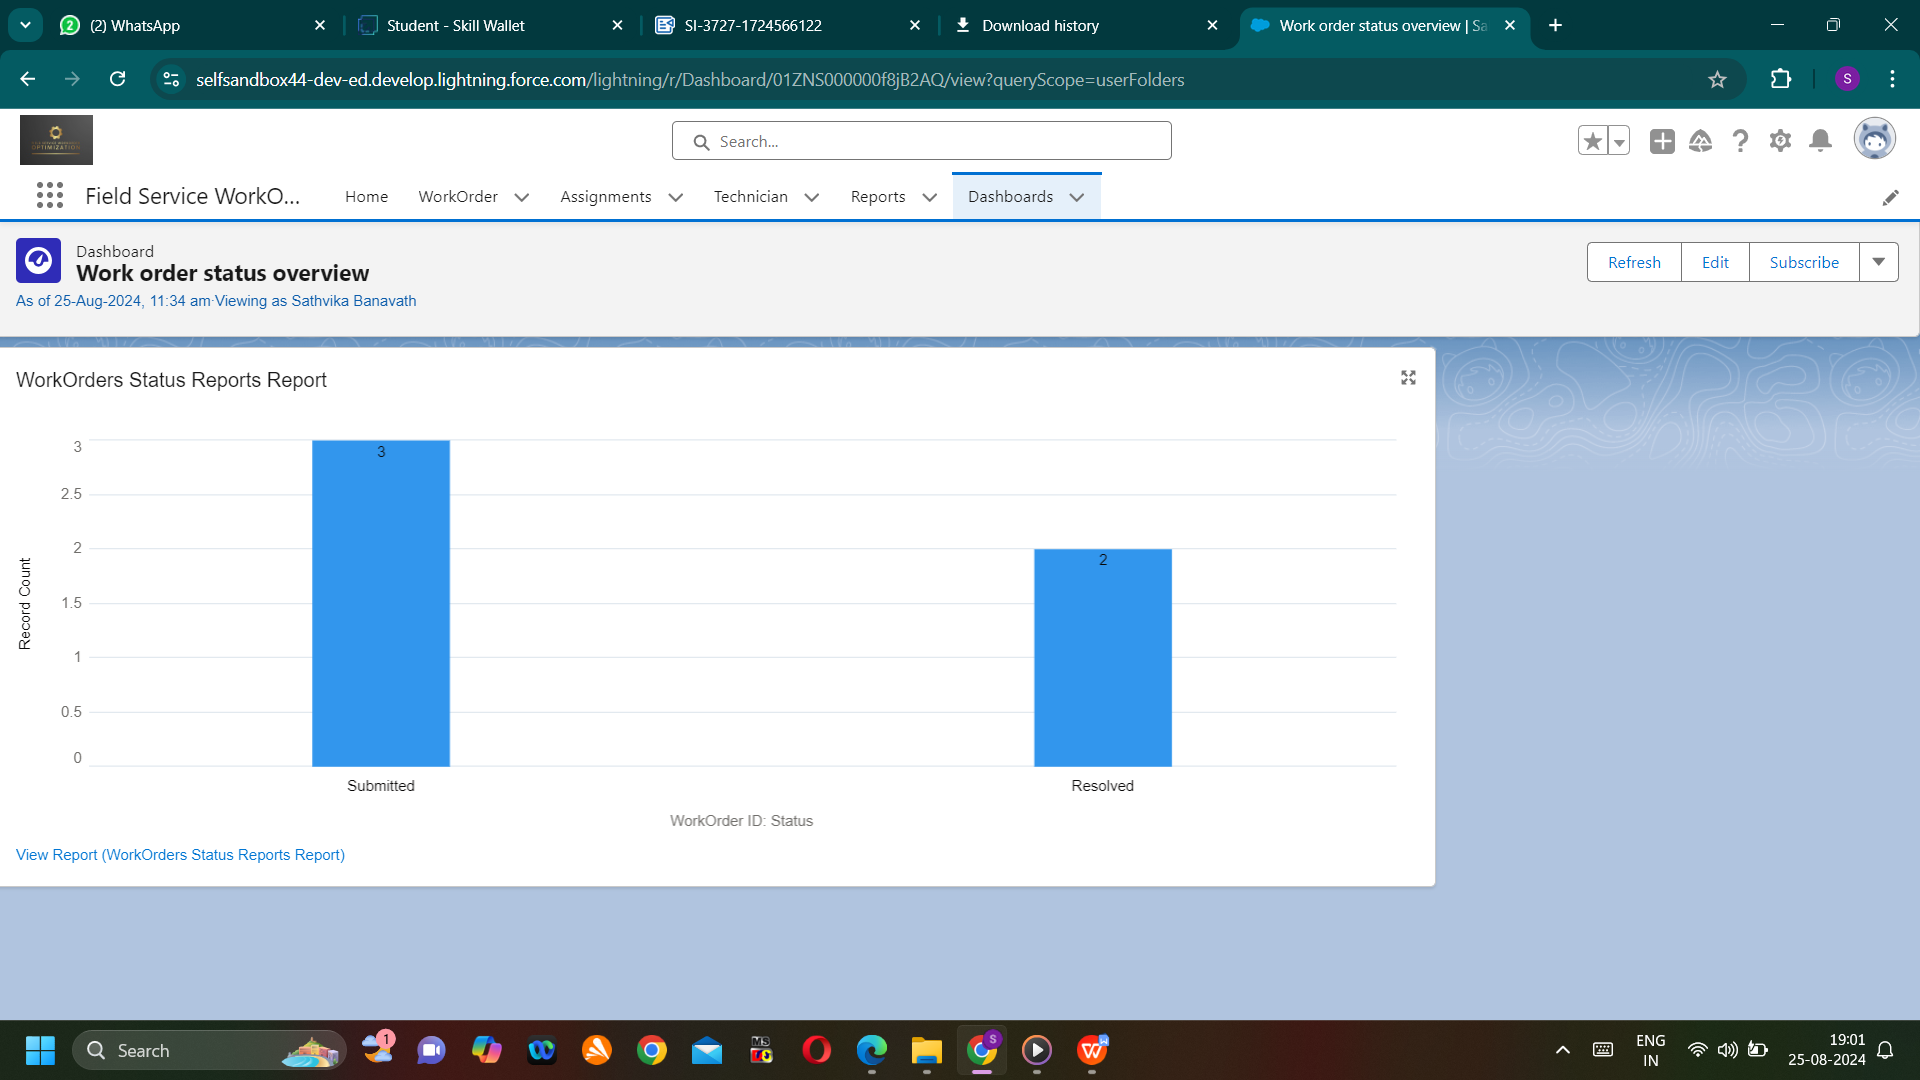 (2) WhatsApp
Student - Skill Wallet
SI-3727-1724566122
Download history
Work order status overview | Sa
selfsandbox44-dev-ed.develop.lightning.force.com/lightning/r/Dashboard/01ZNS000000f8jB2AQ/view?queryScope=userFolders
S
OPTIMIZATION
Search...
Field Service WorkO...
Home
WorkOrder
Assignments
Technician
Reports
Dashboards
Dashboard
Work order status overview
As of 25-Aug-2024, 11:34 am·Viewing as Sathvika Banavath
Refresh
Edit
Subscribe
WorkOrders Status Reports Report
3
2.5
2
1.5
1
0.5
0
Record Count
3
2
Submitted
Resolved
WorkOrder ID: Status
View Report (WorkOrders Status Reports Report)
Search
1
MS
S
ENG
IN
19:01
25-08-2024